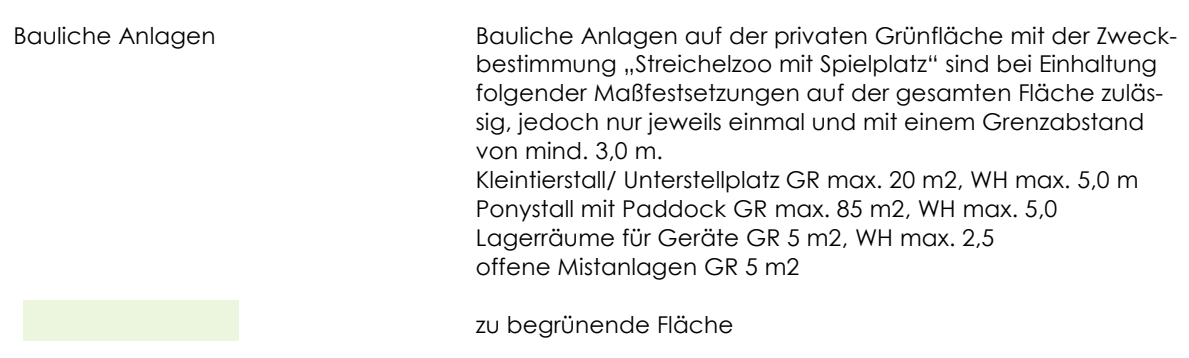 Bauliche Anlagen
Bauliche Anlagen auf der privaten Grünfläche mit der Zweck-
bestimmung „Streichelzoo mit Spielplatz“ sind bei Einhaltung
folgender Maßfestsetzungen auf der gesamten Fläche zuläs-
sig, jedoch nur jeweils einmal und mit einem Grenzabstand
von mind. 3,0 m.
Kleintierstall/ Unterstellplatz GR max. 20 m2, WH max. 5,0 m
Ponystall mit Paddock GR max. 85 m2, WH max. 5,0
Lagerräume für Geräte GR 5 m2, WH max. 2,5
offene Mistanlagen GR 5 m2
zu begrünende Fläche